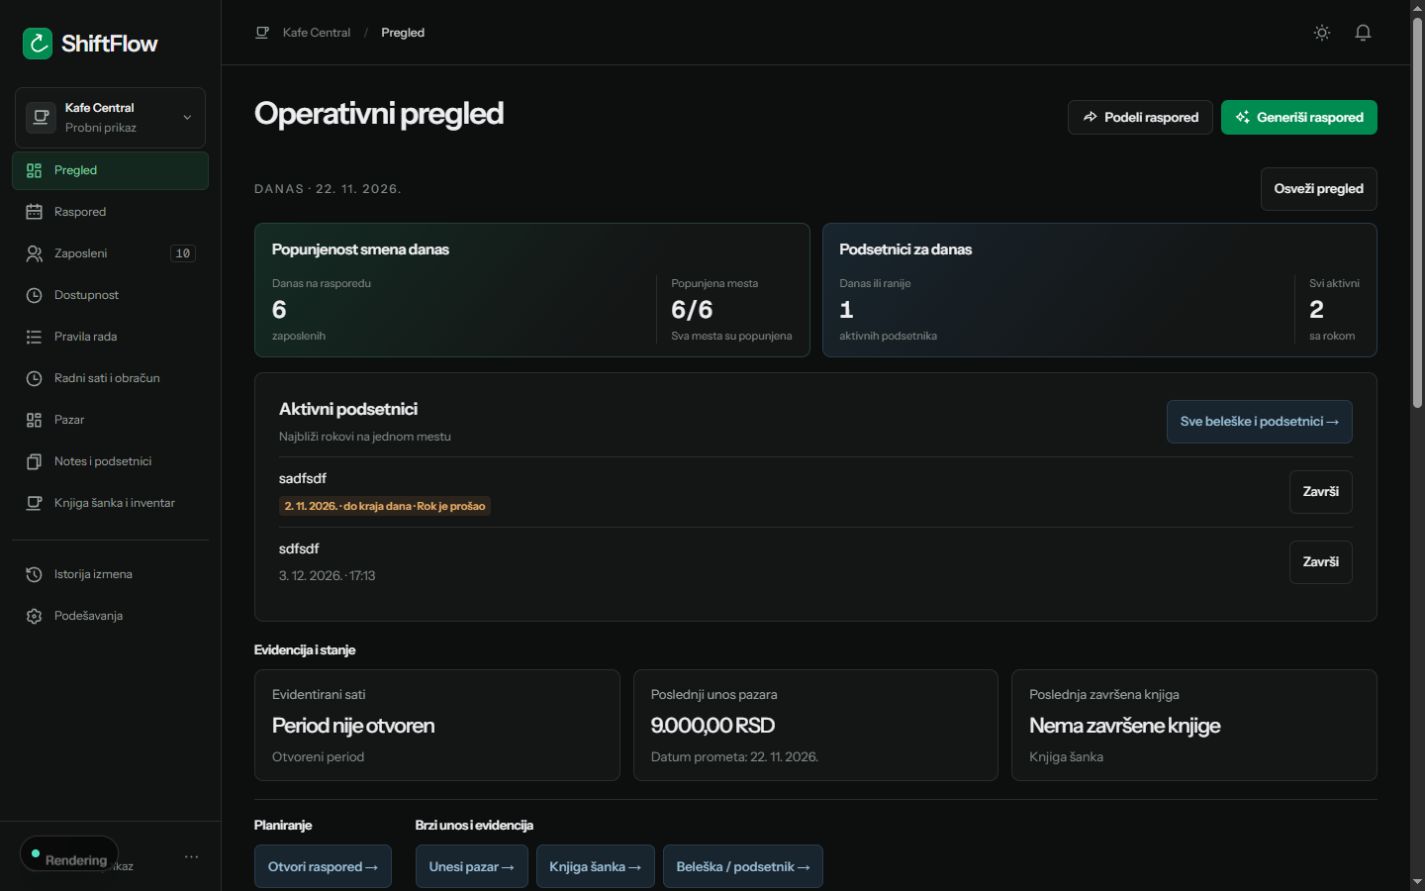 ShiftFlow
Kafe Central
Probni prikaz
Pregled
Raspored
Zaposleni 10
Dostupnost
Pravila rada
Radni sati i obračun
Pazar
Notes i podsetnici
Knjiga šanka i inventar
Istorija izmena
Podešavanja
Rendering
Kafe Central / Pregled
Operativni pregled
Podeli raspored
Generiši raspored
DANAS · 22. 11. 2026.
Osveži pregled
Popunjenost smena danas
Danas na rasporedu
6
zaposlenih
Popunjena mesta
6/6
Sva mesta su popunjena
Podsetnici za danas
Danas ili ranije
1
aktivnih podsetnika
Svi aktivni
2
sa rokom
Aktivni podsetnici
Najbliži rokovi na jednom mestu
Sve beleške i podsetnici →
sadfsdf
2. 11. 2026. · do kraja dana · Rok je prošao
Završi
sdfsdf
3. 12. 2026. · 17:13
Završi
Evidencija i stanje
Evidentirani sati
Period nije otvoren
Otvoreni period
Poslednji unos pazara
9.000,00 RSD
Datum prometa: 22. 11. 2026.
Poslednja završena knjiga
Nema završene knjige
Knjiga šanka
Planiranje
Otvori raspored →
Brzi unos i evidencija
Unesi pazar →
Knjiga šanka →
Beleška / podsetnik →